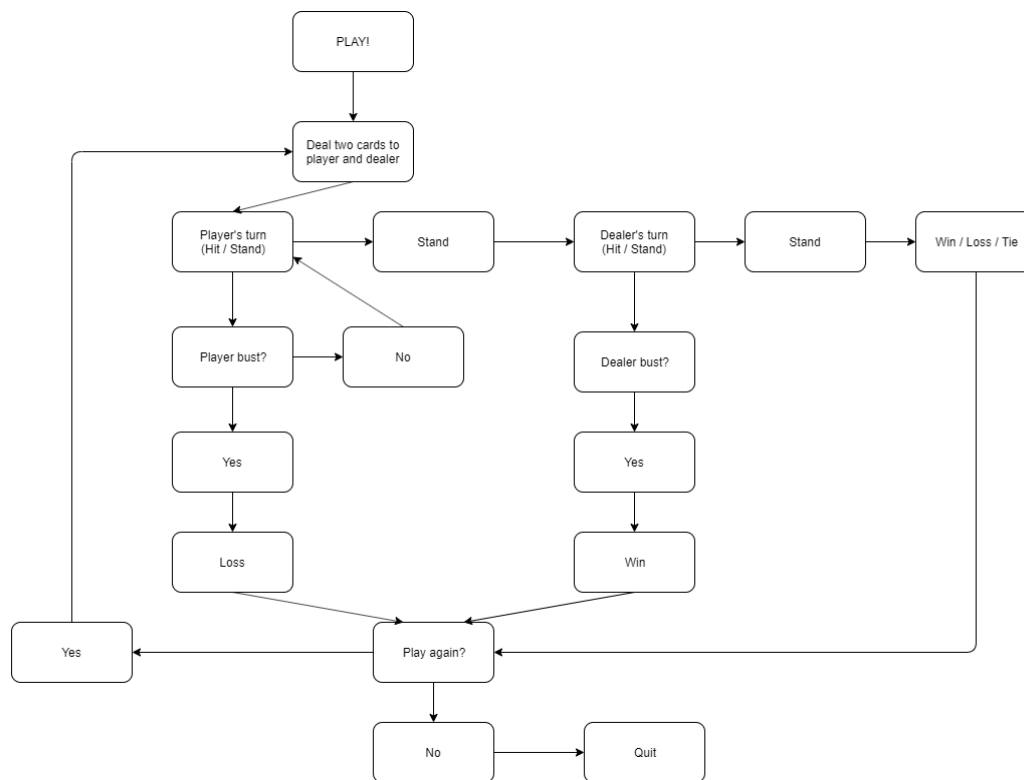 PLAY!
Deal two cards to
player and dealer
Player's turn
(Hit / Stand)
Stand
Dealer's turn
(Hit / Stand)
Stand
Win / Loss / Tie
Player bust?
No
Dealer bust?
Yes
Yes
Loss
Win
Yes
Play again?
No
Quit